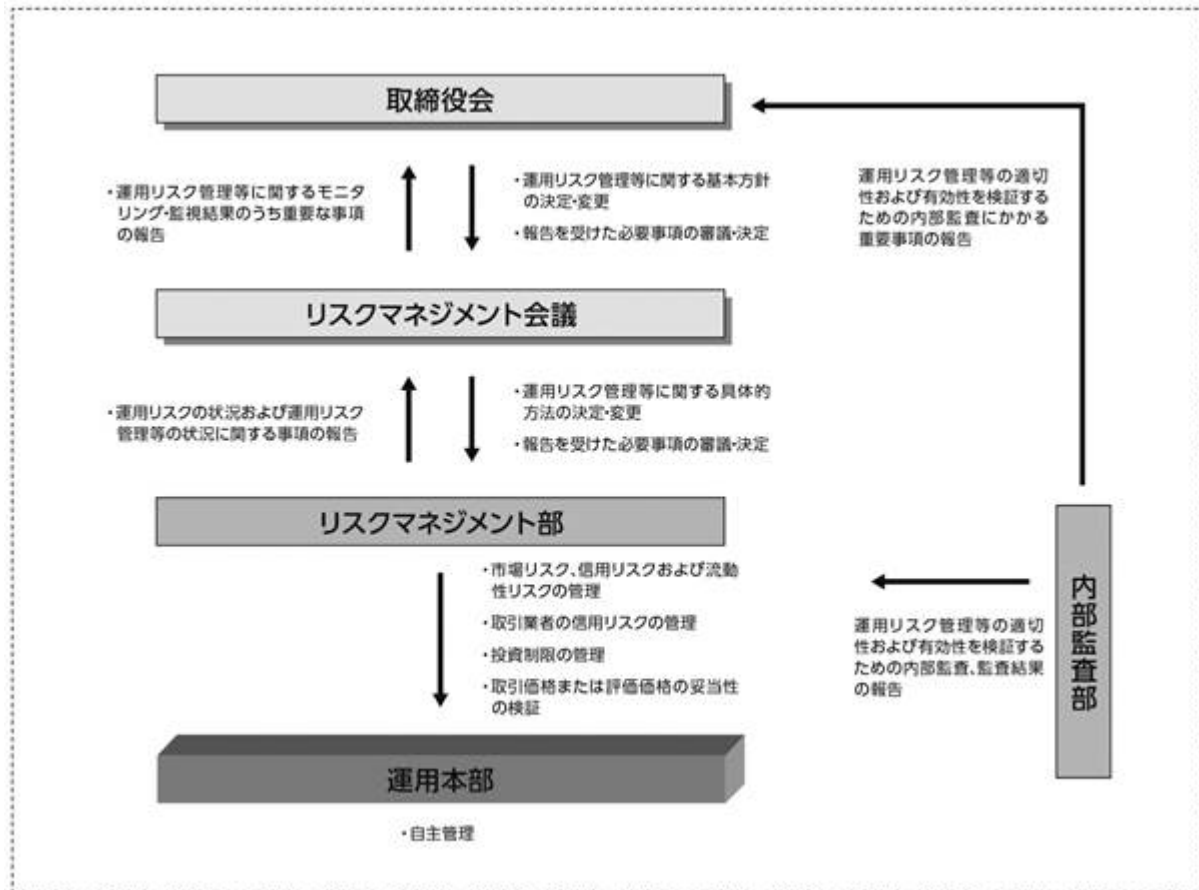 取締役会
・運用リスク管理等に関するモニタ
リング・監視結果のうち重要な事項
の報告
・運用リスク管理等に関する基本方針
の決定・変更
・報告を受けた必要事項の審議・決定
運用リスク管理等の適切
性および有効性を検証する
ための内部監査にかかる
重要事項の報告
リスクマネジメント会議
・運用リスクの状況および運用リスク
管理等の状況に関する事項の報告
・運用リスク管理等に関する具体的
方法の決定・変更
・報告を受けた必要事項の審議・決定
リスクマネジメント部
・市場リスク、信用リスクおよび流動
性リスクの管理
・取引業者の信用リスクの管理
・投資制限の管理
・取引価格または評価価格の妥当性
の検証
運用リスク管理等の適切
性および有効性を検証する
ための内部監査、監査結果
の報告
内部監査部
運用本部
・自主管理